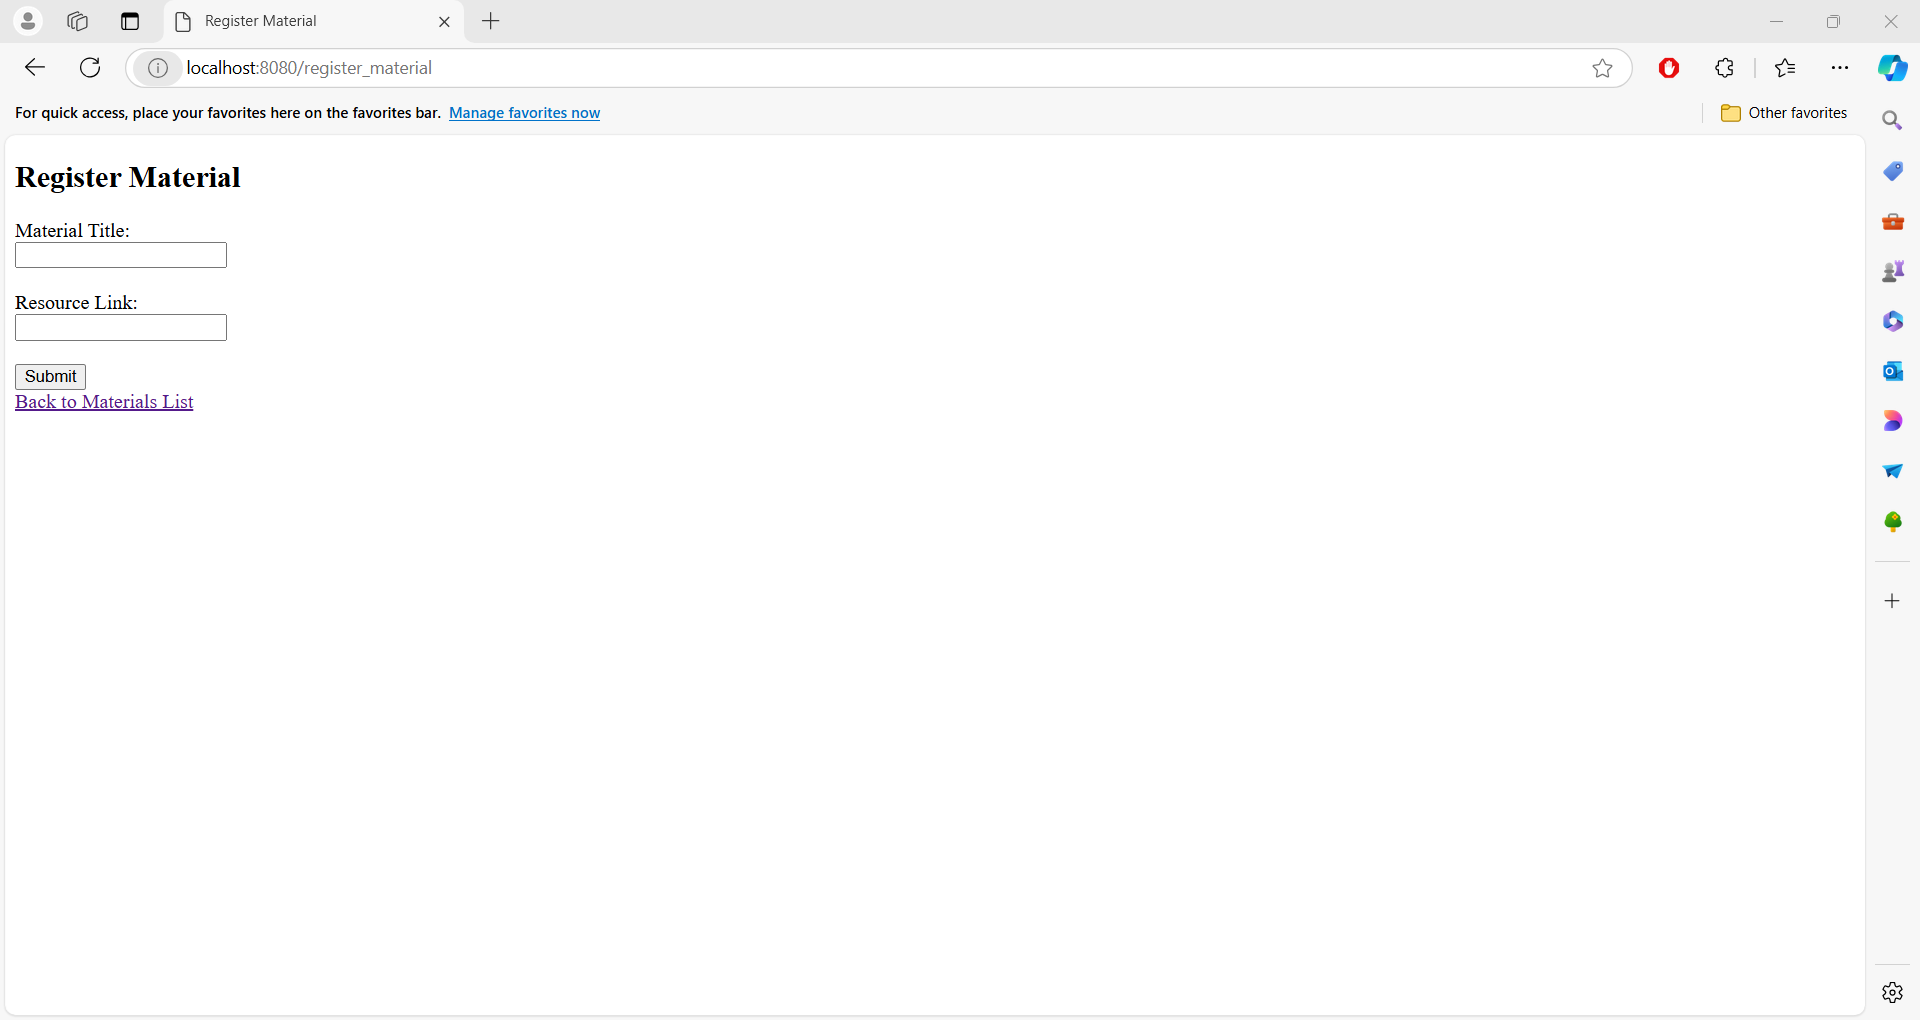 Register Material
localhost:8080/register_material
For quick access, place your favorites here on the favorites bar. Manage favorites now
Other favorites
Register Material
Material Title:
Resource Link:
Submit
Back to Materials List